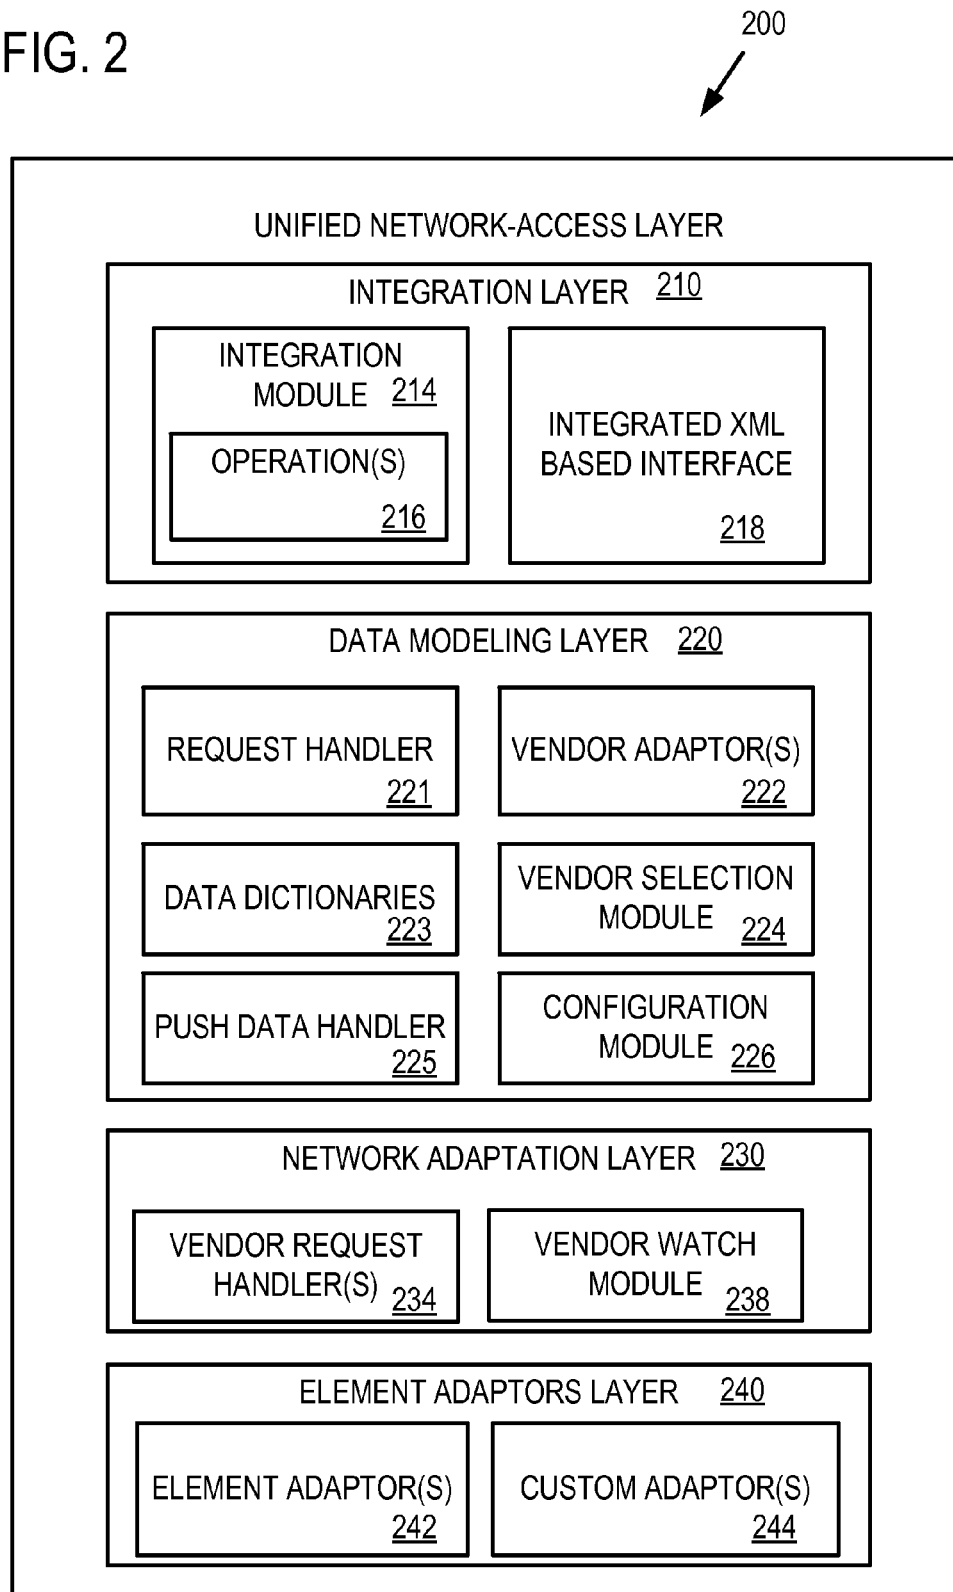 FIG. 2
200
UNIFIED NETWORK-ACCESS LAYER
INTEGRATION LAYER 210
INTEGRATION
MODULE 214
OPERATION(S)
216
INTEGRATED XML
BASED INTERFACE
218
DATA MODELING LAYER 220
REQUEST HANDLER
221
VENDOR ADAPTOR(S)
222
DATA DICTIONARIES
223
VENDOR SELECTION
MODULE 224
PUSH DATA HANDLER
225
CONFIGURATION
MODULE 226
NETWORK ADAPTATION LAYER 230
VENDOR REQUEST
HANDLER(S) 234
VENDOR WATCH
MODULE 238
ELEMENT ADAPTORS LAYER 240
ELEMENT ADAPTOR(S)
242
CUSTOM ADAPTOR(S)
244